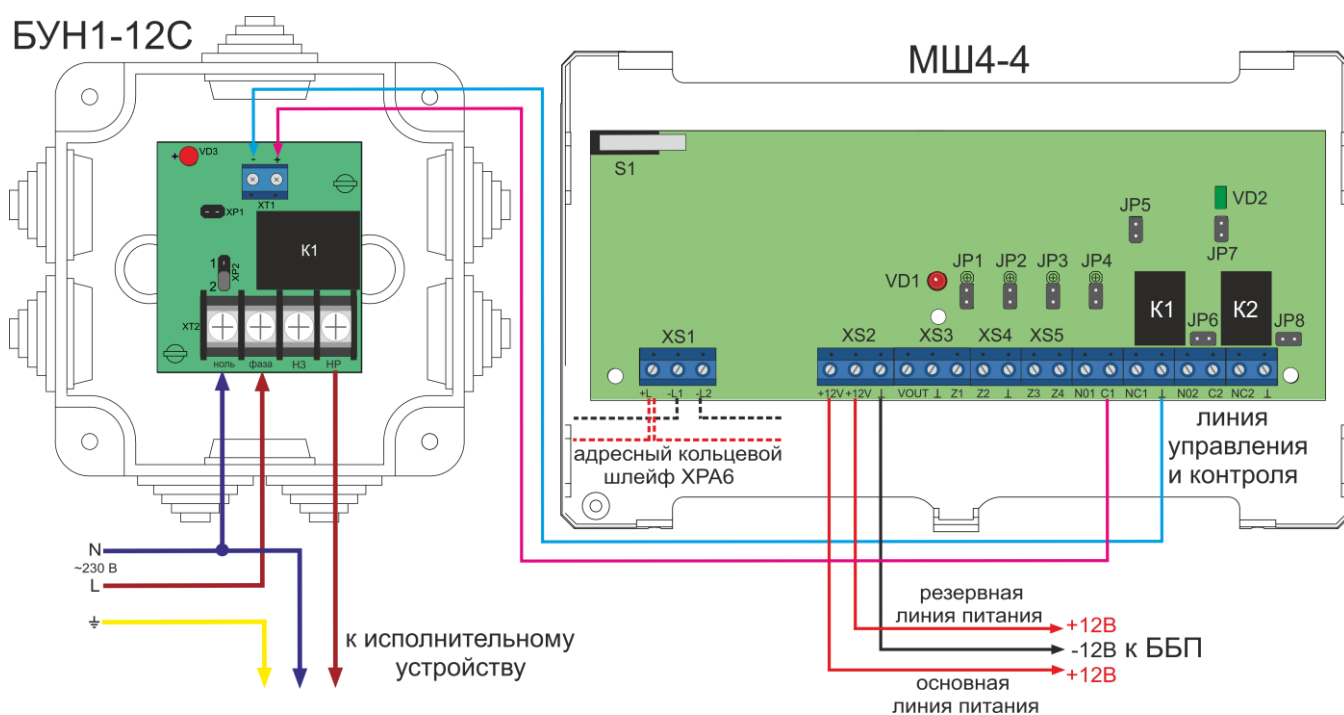 БУН1-12С
МШ4-4
+ VD3
- +
XT1
XP1
К1
1
2
XP2
XT2
ноль фаза НЗ НР
S1
JP5
VD2
JP7
JP1 JP2 JP3 JP4
VD1
К1
К2
JP6
JP8
XS1
XS2 XS3 XS4 XS5
+L -L1 -L2
+12V +12V ⊥ VOUT ⊥ Z1 Z2 ⊥ Z3 Z4 N01 C1 NC1 ⊥ N02 C2 NC2 ⊥
адресный кольцевой
шлейф ХРА6
линия
управления
и контроля
N
~230 В
L
к исполнительному
устройству
резервная
линия питания
+12В
-12В к ББП
+12В
основная
линия питания